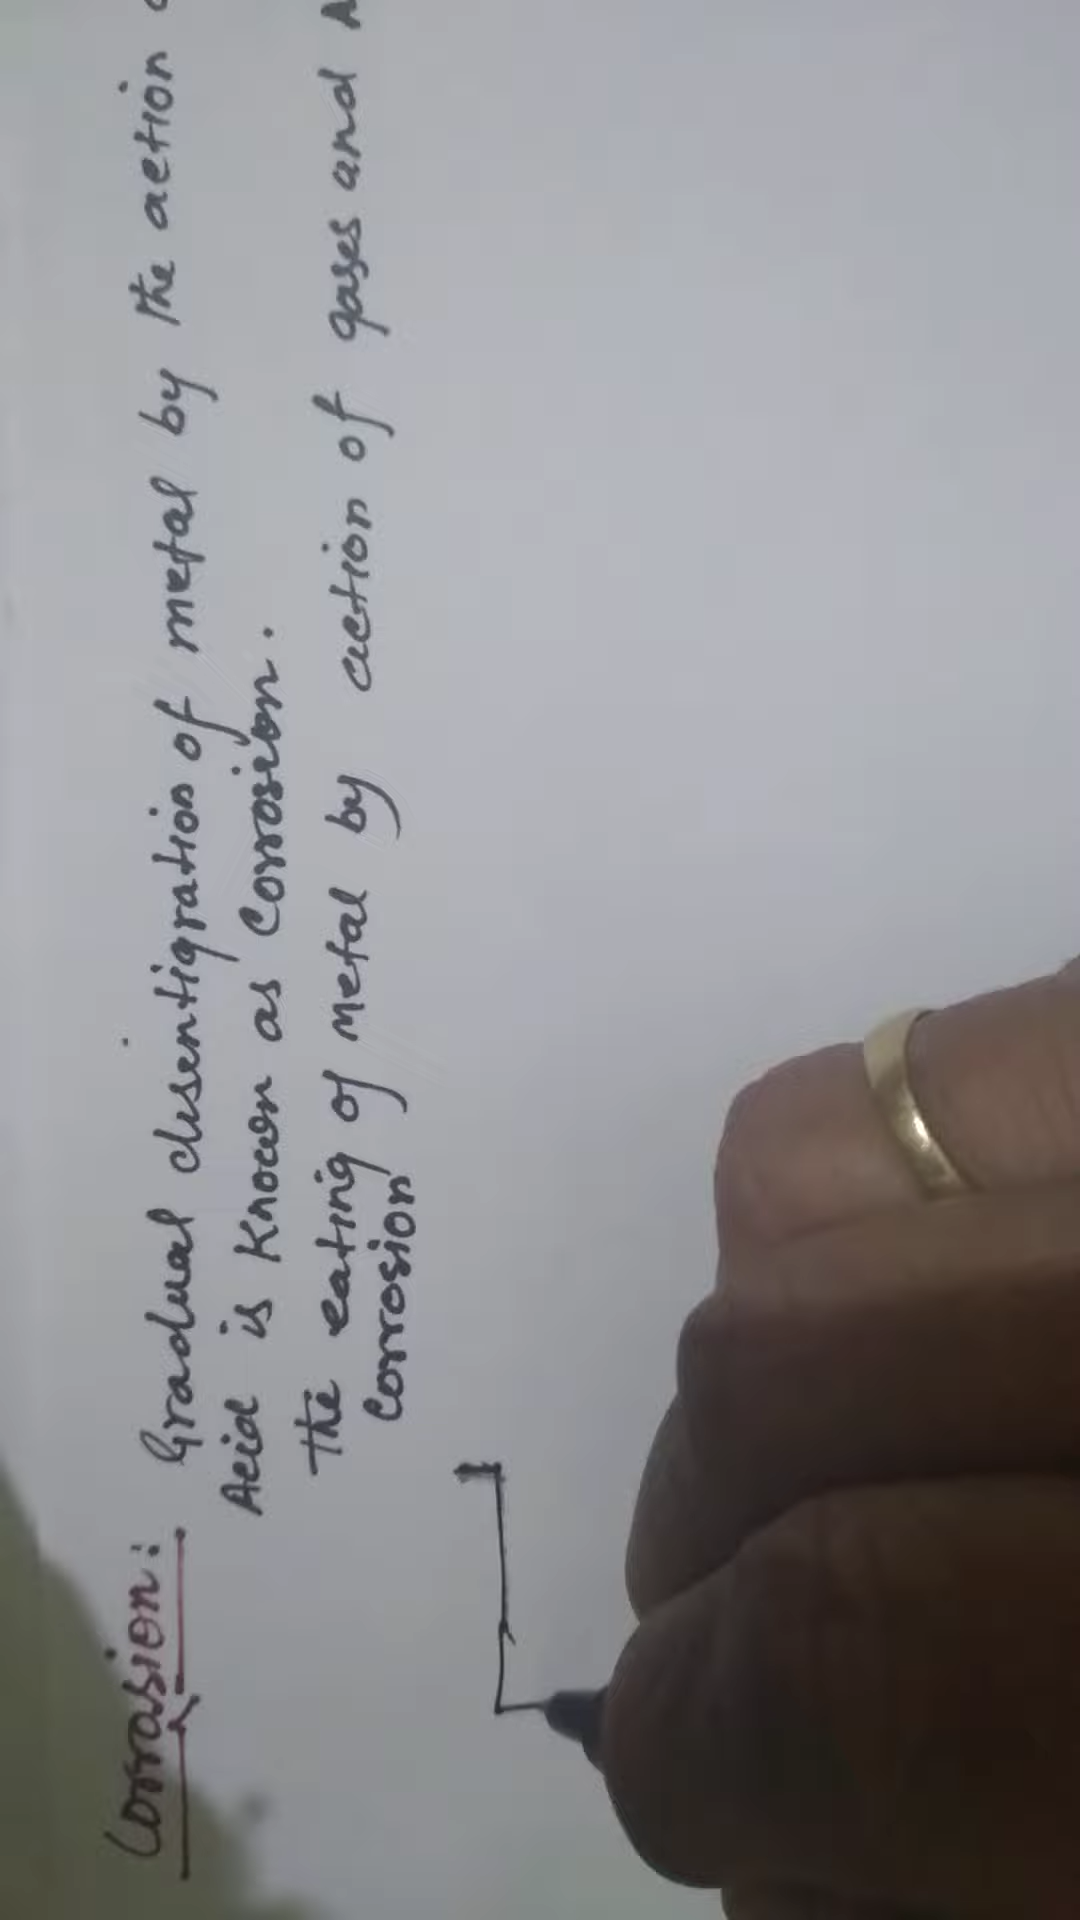 Corrosion: Gradual disentigration of metal by the action
Acid is Known as Corrosion.
The eating of Metal by action of gases and
Corrosion